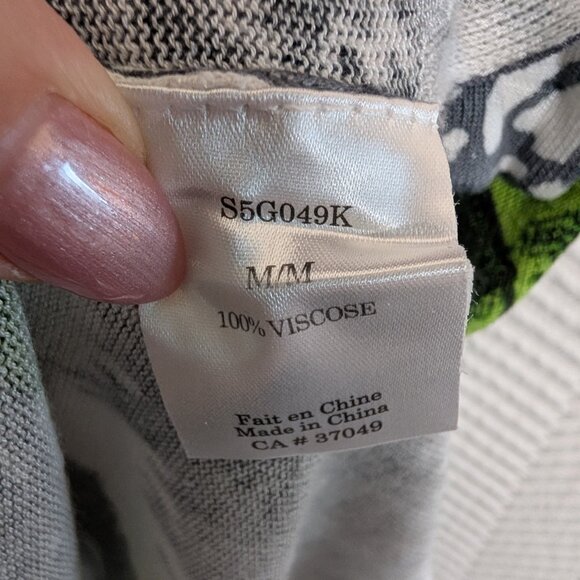 S5G049K
M/M
100% VISCOSE
Fait en Chine
Made in China
CA # 37049